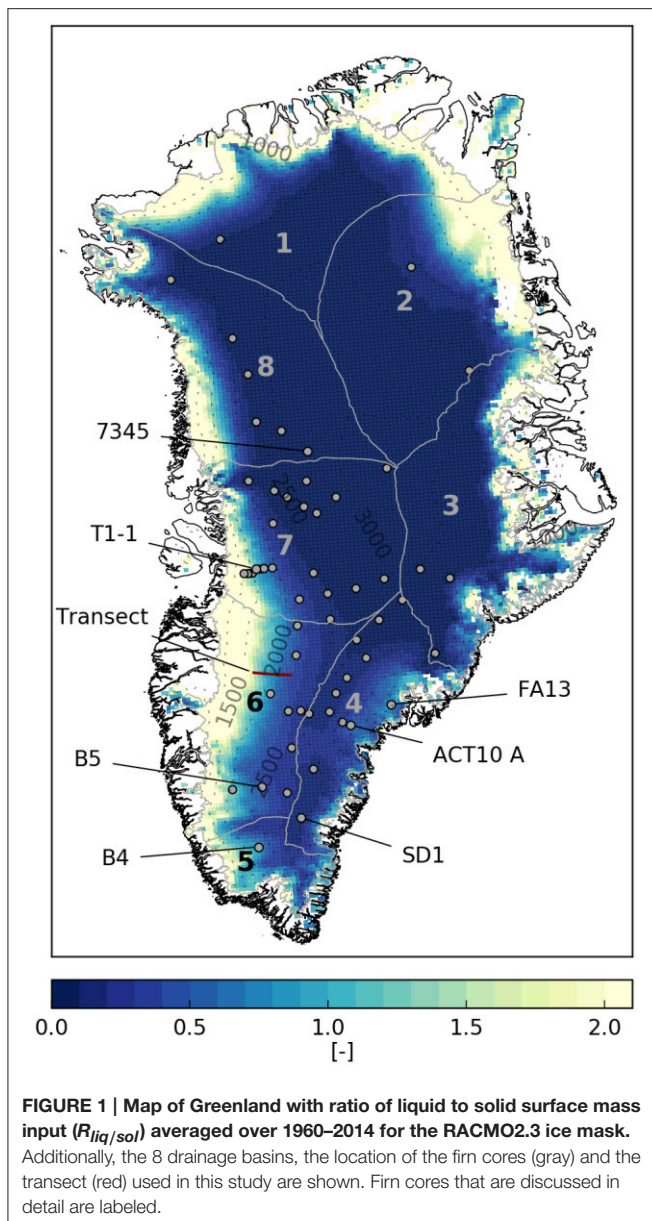 1000
1
2
8
7345
3
2500
3000
7
T1-1
Transect
2000
1500
6
4
FA13
ACT10 A
B5
2500
B4
5
SD1
0.0 0.5 1.0 1.5 2.0
[-]
FIGURE 1 | Map of Greenland with ratio of liquid to solid surface mass
input (Rliq/sol) averaged over 1960–2014 for the RACMO2.3 ice mask.
Additionally, the 8 drainage basins, the location of the firn cores (gray) and the
transect (red) used in this study are shown. Firn cores that are discussed in
detail are labeled.